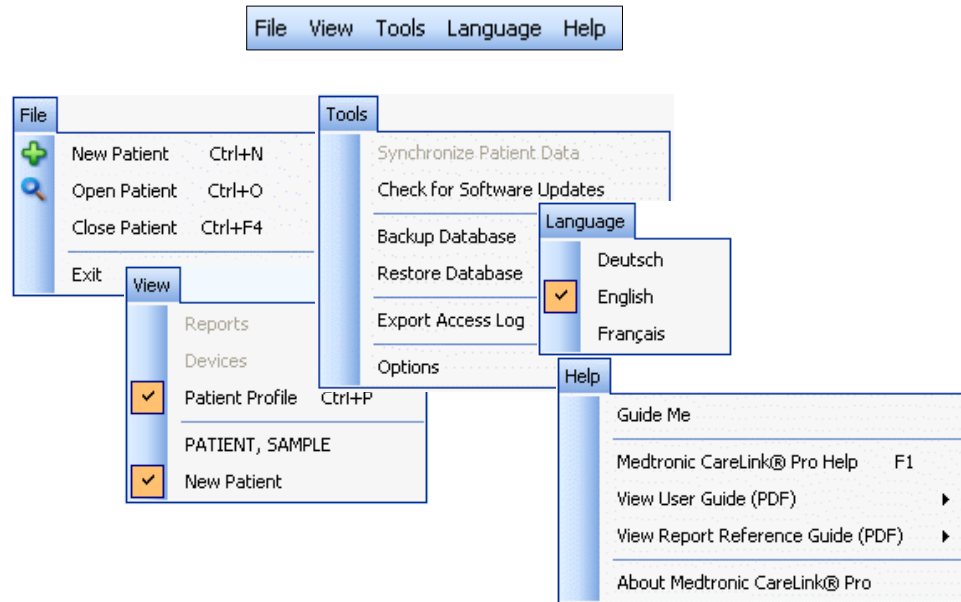 File View Tools Language Help
File
New Patient Ctrl+N
Open Patient Ctrl+O
Close Patient Ctrl+F4
Exit
View
Reports
Devices
Patient Profile Ctrl+P
PATIENT, SAMPLE
New Patient
Tools
Synchronize Patient Data
Check for Software Updates
Backup Database
Restore Database
Export Access Log
Options
Language
Deutsch
English
Français
Help
Guide Me
Medtronic CareLink® Pro Help F1
View User Guide (PDF)
View Report Reference Guide (PDF)
About Medtronic CareLink® Pro